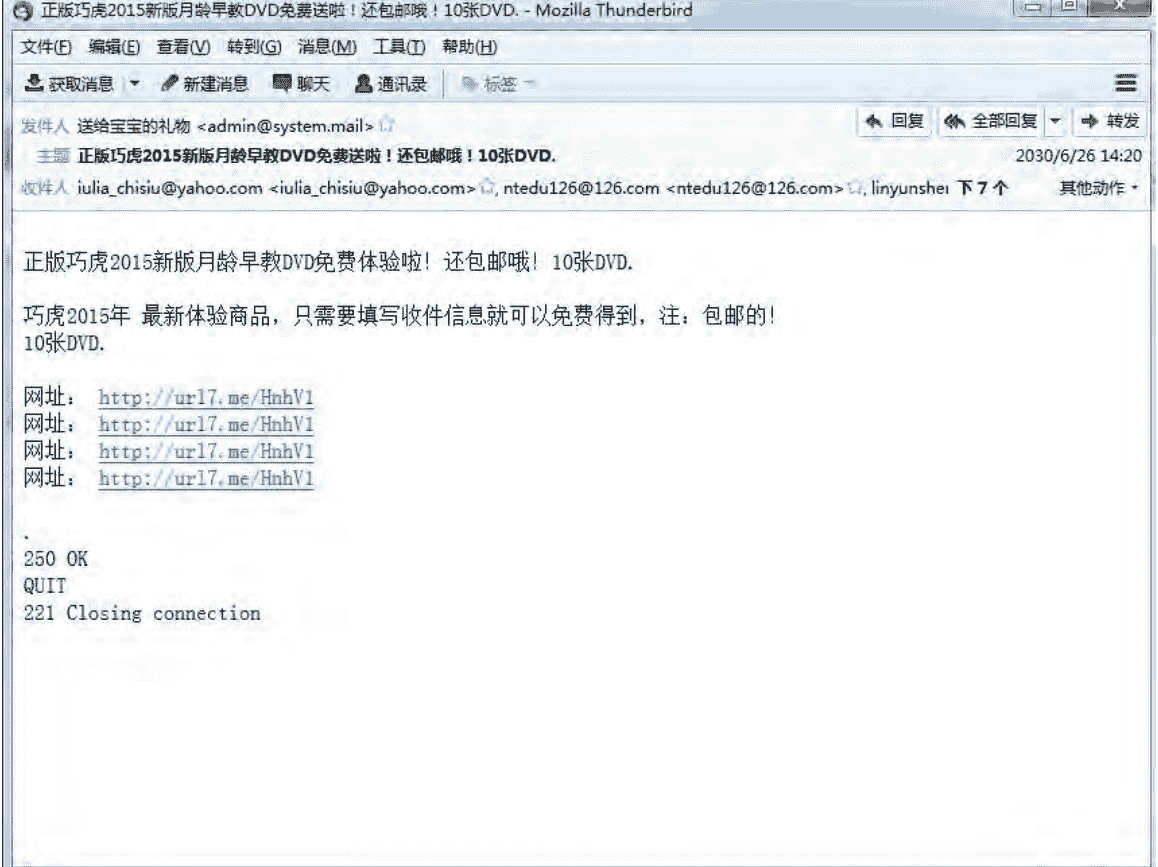 正版巧虎2015新版月龄早教DVD免费送啦！还包邮哦！10张DVD. - Mozilla Thunderbird
文件(F) 编辑(E) 查看(V) 转到(G) 消息(M) 工具(T) 帮助(H)
获取消息 新建消息 聊天 通讯录 标签
发件人 送给宝宝的礼物 <admin@system.mail> 回复 全部回复 转发
主题 正版巧虎2015新版月龄早教DVD免费送啦！还包邮哦！10张DVD. 2030/6/26 14:20
收件人 iulia_chisiu@yahoo.com <iulia_chisiu@yahoo.com>, ntedu126@126.com <ntedu126@126.com>, linyunshei 下 7 个 其他动作
正版巧虎2015新版月龄早教DVD免费体验啦！还包邮哦！10张DVD.
巧虎2015年 最新体验商品，只需要填写收件信息就可以免费得到，注：包邮的！
10张DVD.
网址： http://url7.me/HnhV1
网址： http://url7.me/HnhV1
网址： http://url7.me/HnhV1
网址： http://url7.me/HnhV1
.
250 OK
QUIT
221 Closing connection